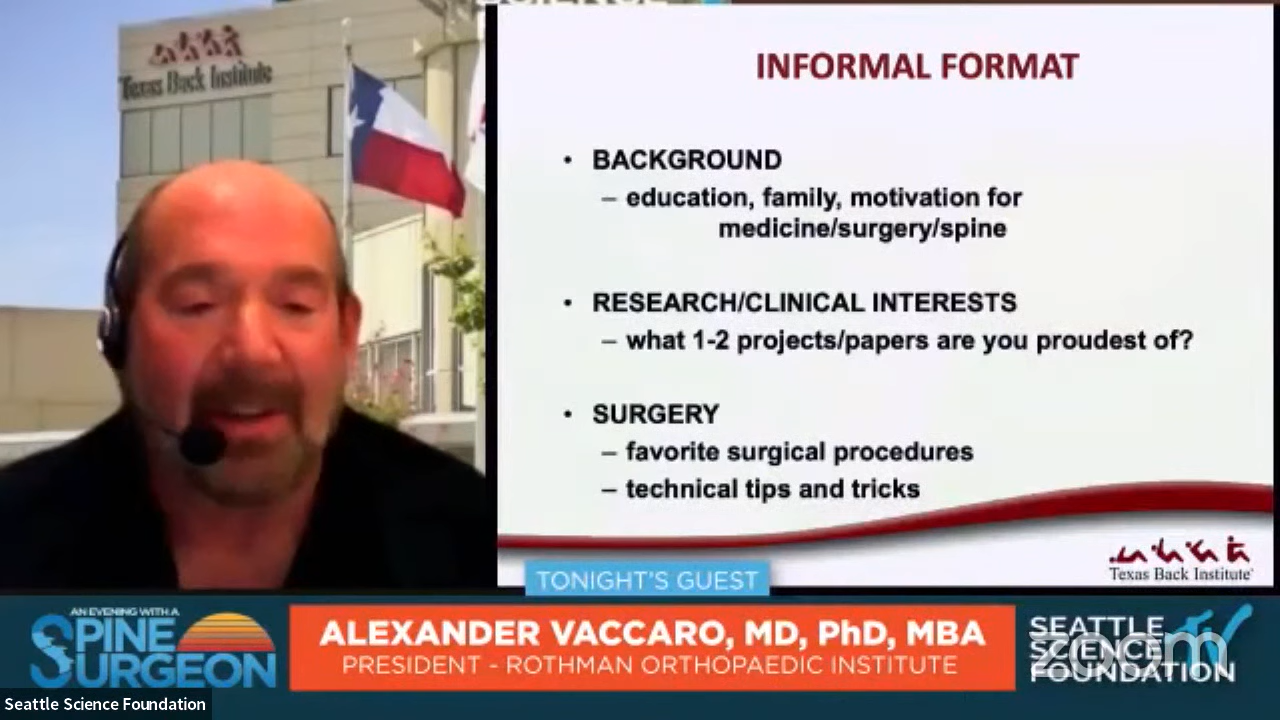 SCIENCE
Texas Back Institute
INFORMAL FORMAT
• BACKGROUND
– education, family, motivation for
medicine/surgery/spine
• RESEARCH/CLINICAL INTERESTS
– what 1-2 projects/papers are you proudest of?
• SURGERY
– favorite surgical procedures
– technical tips and tricks
Texas Back Institute
TONIGHT'S GUEST
AN EVENING WITH A
SPINE
SURGEON
ALEXANDER VACCARO, MD, PhD, MBA
PRESIDENT - ROTHMAN ORTHOPAEDIC INSTITUTE
SEATTLE
SCIENCE
FOUNDATION
TV
zoom
Seattle Science Foundation